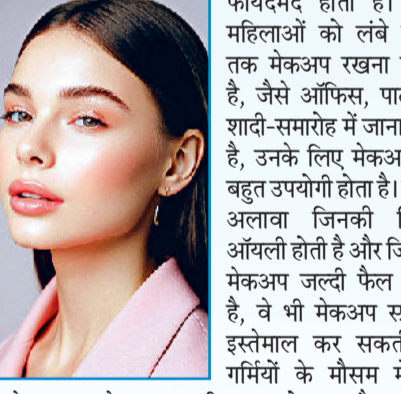 फायदेमंद होता है।
महिलाओं को लंबे
तक मेकअप रखना
है, जैसे ऑफिस,
शादी-समारोह में जाना
है, उनके लिए
बहुत उपयोगी होता है।
अलावा जिनकी
ऑयली होती है और
मेकअप जल्दी फैल
है, वे भी मेकअप
इस्तेमाल कर
गर्मियों के मौसम